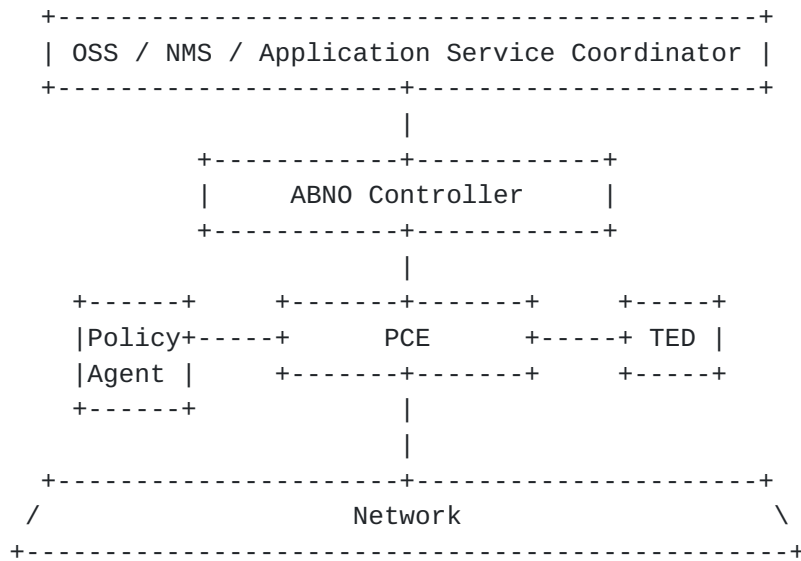 OSS / NMS / Application Service Coordinator
ABNO Controller
Policy PCE TED
Agent
Network